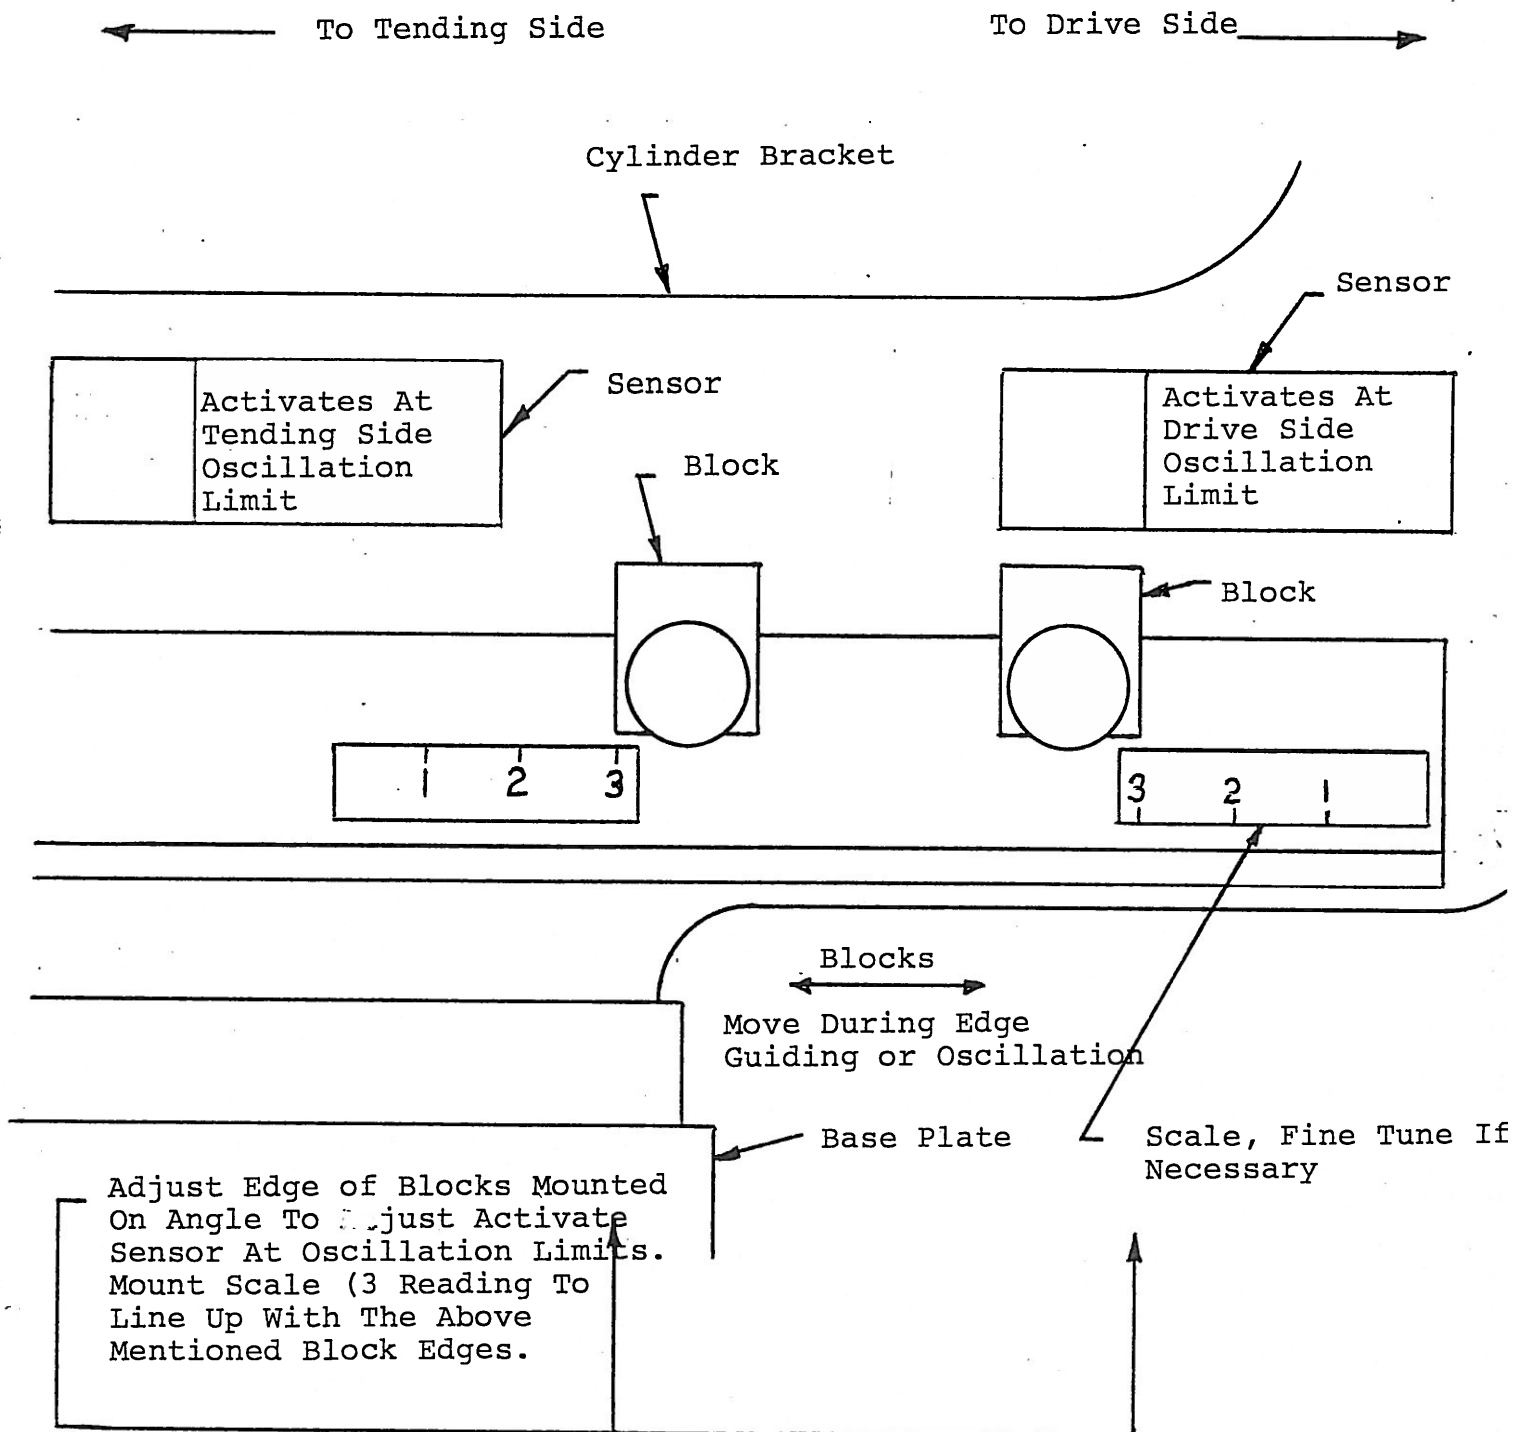 To Tending Side
To Drive Side
Cylinder Bracket
Sensor
Activates At
Tending Side
Oscillation
Limit
Sensor
Activates At
Drive Side
Oscillation
Limit
Block
Block
1 2 3
3 2 1
Blocks
Move During Edge
Guiding or Oscillation
Base Plate
Scale, Fine Tune If
Necessary
Adjust Edge of Blocks Mounted
On Angle To just Activate
Sensor At Oscillation Limits.
Mount Scale (3 Reading To
Line Up With The Above
Mentioned Block Edges.